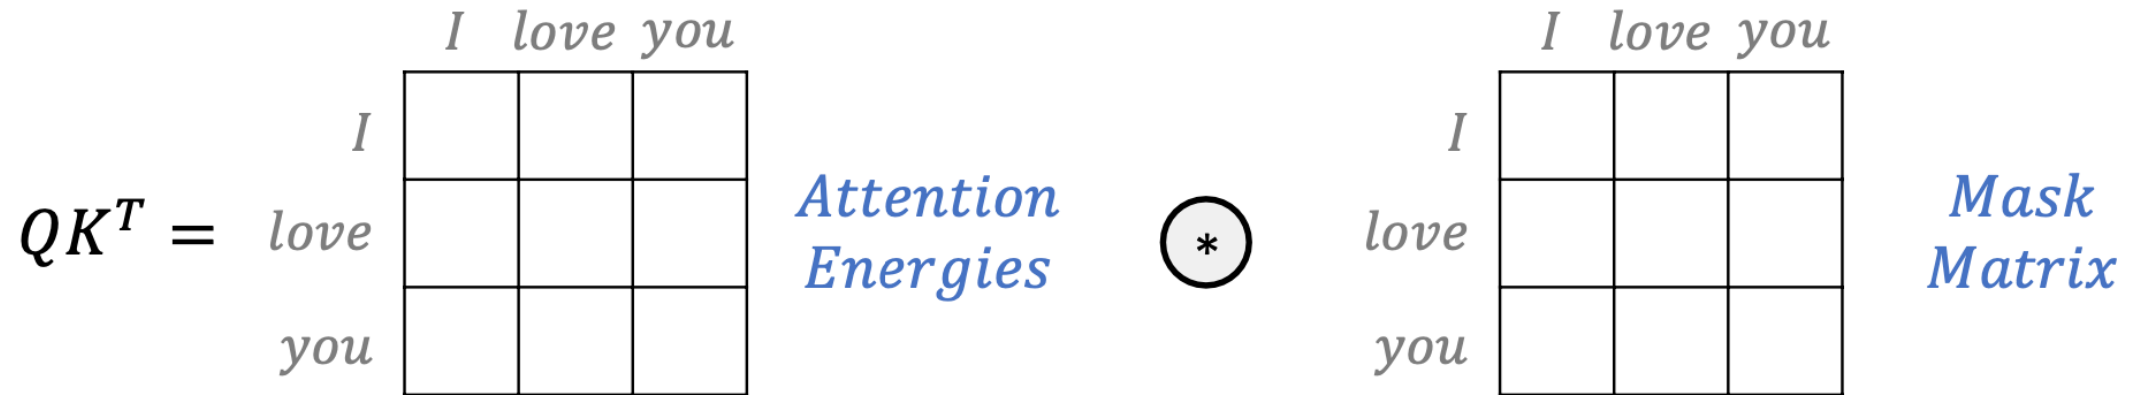 I love you
I love you
I
I
QK^T = love
Attention
Energies
*
love
Mask
Matrix
you
you